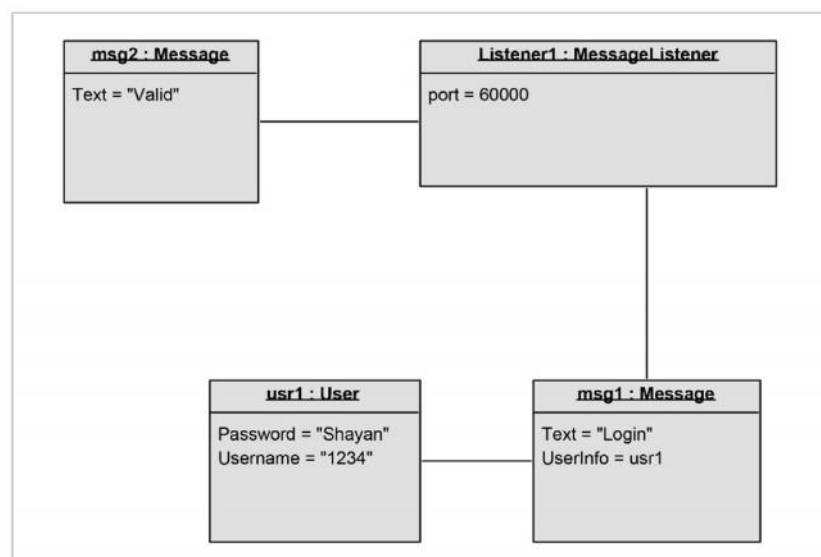 msg2 : Message
Text = "Valid"
Listener1 : MessageListener
port = 60000
usr1 : User
Password = "Shayan"
Username = "1234"
msg1 : Message
Text = "Login"
UserInfo = usr1